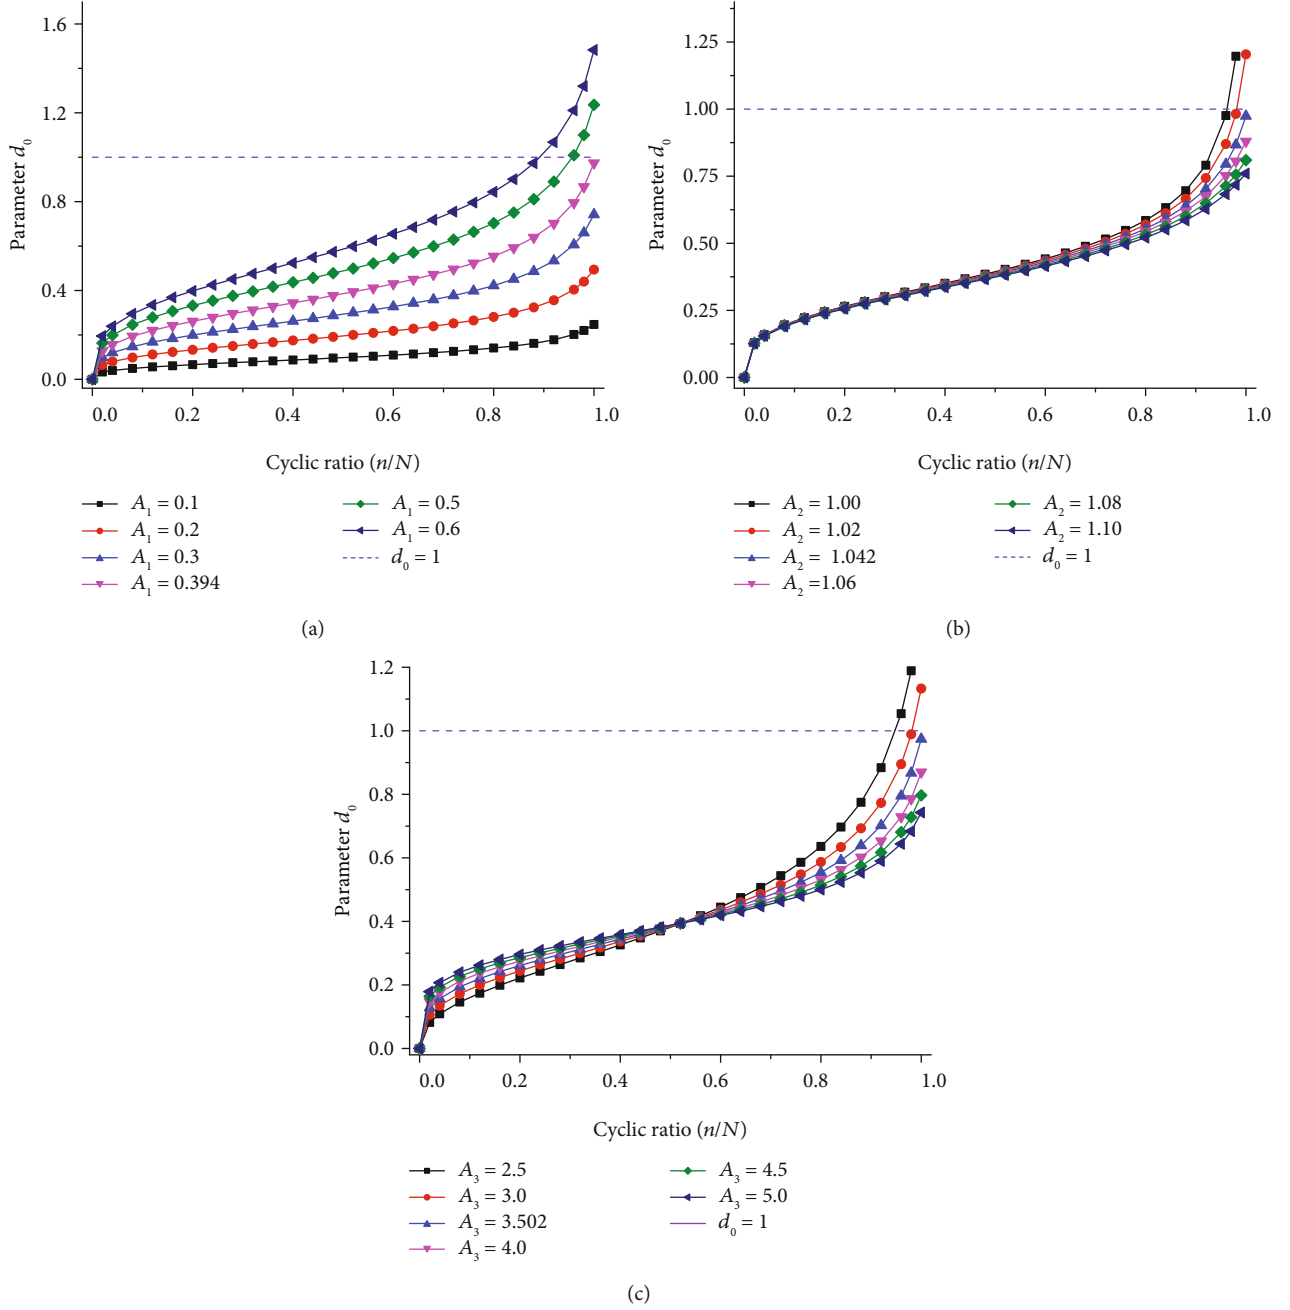 1.6
1.2
0.8
0.4
0.0
Parameter d₀
0.0 0.2 0.4 0.6 0.8 1.0
Cyclic ratio (n/N)
A₁ = 0.1
A₁ = 0.2
A₁ = 0.3
A₁ = 0.394
A₁ = 0.5
A₁ = 0.6
d₀ = 1
(a)
1.25
1.00
0.75
0.50
0.25
0.00
Parameter d₀
0.0 0.2 0.4 0.6 0.8 1.0
Cyclic ratio (n/N)
A₂ = 1.00
A₂ = 1.02
A₂ = 1.042
A₂ =1.06
A₂ = 1.08
A₂ = 1.10
d₀ = 1
(b)
1.2
1.0
0.8
0.6
0.4
0.2
0.0
Parameter d₀
0.0 0.2 0.4 0.6 0.8 1.0
Cyclic ratio (n/N)
A₃ = 2.5
A₃ = 3.0
A₃ = 3.502
A₃ = 4.0
A₃ = 4.5
A₃ = 5.0
d₀ = 1
(c)